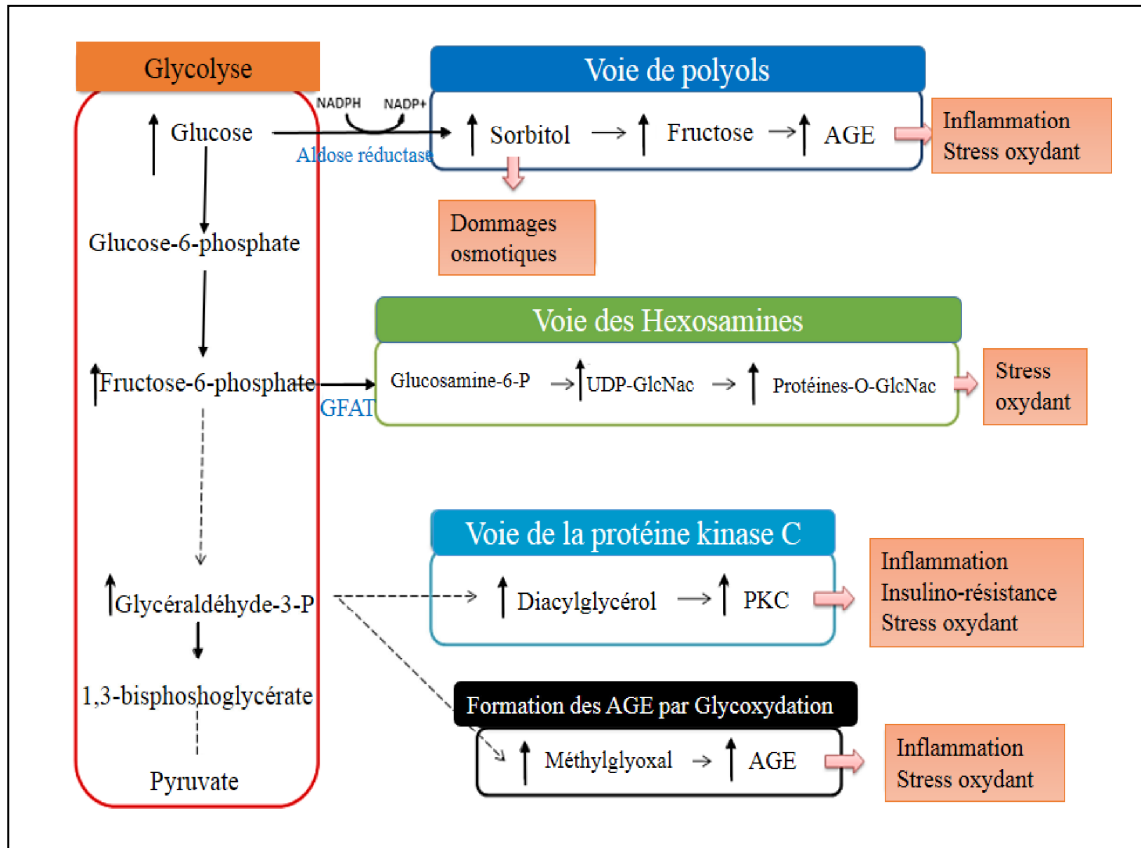 Glycolyse
Voie de polyols
Glucose
NADPH
NADP+
Aldose réductase
Sorbitol
Fructose
AGE
Inflammation
Stress oxydant
Dommages
osmotiques
Glucose-6-phosphate
Voie des Hexosamines
Fructose-6-phosphate
GFAT
Glucosamine-6-P
UDP-GlcNac
Protéines-O-GlcNac
Stress
oxydant
Voie de la protéine kinase C
Glycéraldéhyde-3-P
Diacylglycérol
PKC
Inflammation
Insulino-résistance
Stress oxydant
1,3-bisphoshoglycérate
Formation des AGE par Glycoxydation
Méthylglyoxal
AGE
Inflammation
Stress oxydant
Pyruvate